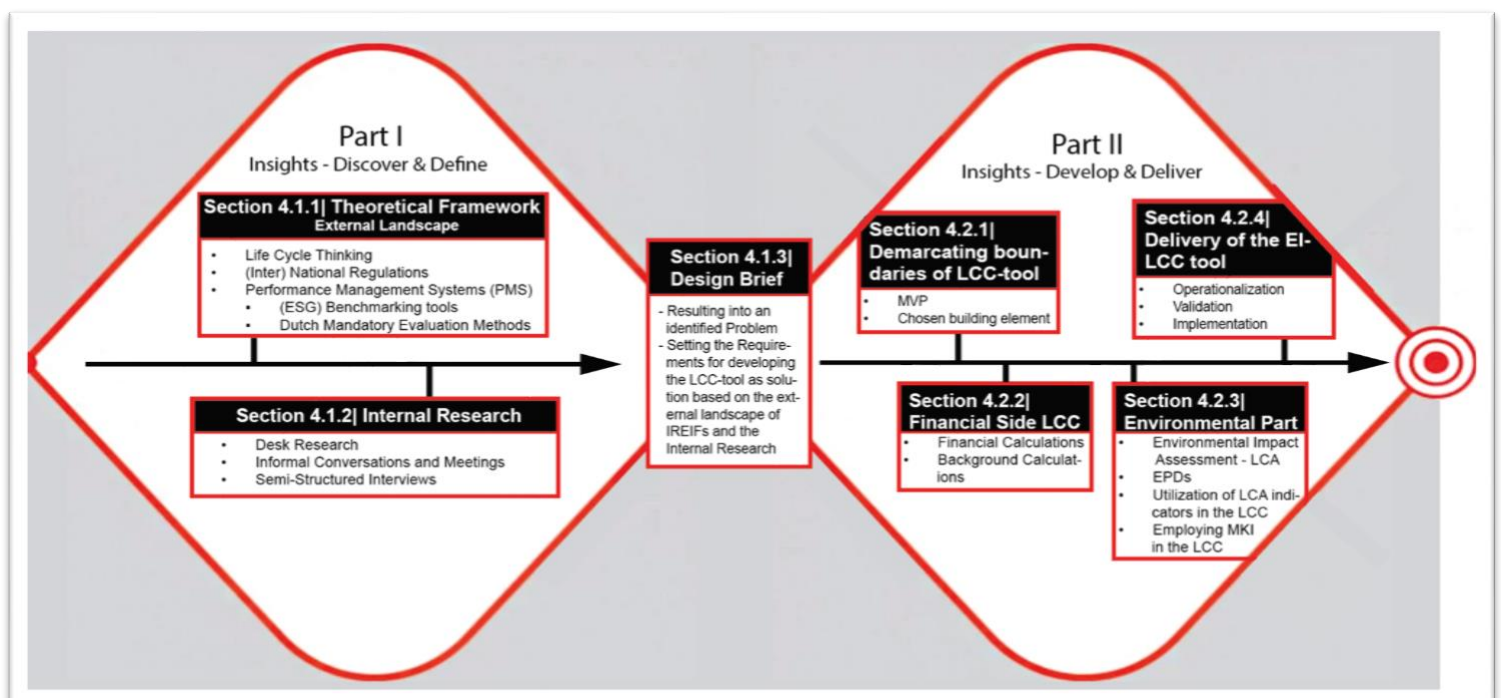 Part I
Insights - Discover & Define
Section 4.1.1| Theoretical Framework
External Landscape
• Life Cycle Thinking
• (Inter) National Regulations
• Performance Management Systems (PMS)
• (ESG) Benchmarking tools
• Dutch Mandatory Evaluation Methods
Section 4.1.2| Internal Research
• Desk Research
• Informal Conversations and Meetings
• Semi-Structured Interviews
Section 4.1.3|
Design Brief
- Resulting into an
identified Problem
- Setting the Require-
ments for developing
the LCC-tool as solu-
tion based on the ext-
ernal landscape of
IREIFs and the
Internal Research
Part II
Insights - Develop & Deliver
Section 4.2.1|
Demarcating boun-
daries of LCC-tool
• MVP
• Chosen building element
Section 4.2.2|
Financial Side LCC
• Financial Calculations
• Background Calculat-
ions
Section 4.2.3|
Environmental Part
• Environmental Impact
Assessment - LCA
• EPDs
• Utilization of LCA indi-
cators in the LCC
• Employing MKI
in the LCC
Section 4.2.4|
Delivery of the EI-
LCC tool
• Operationalization
• Validation
• Implementation